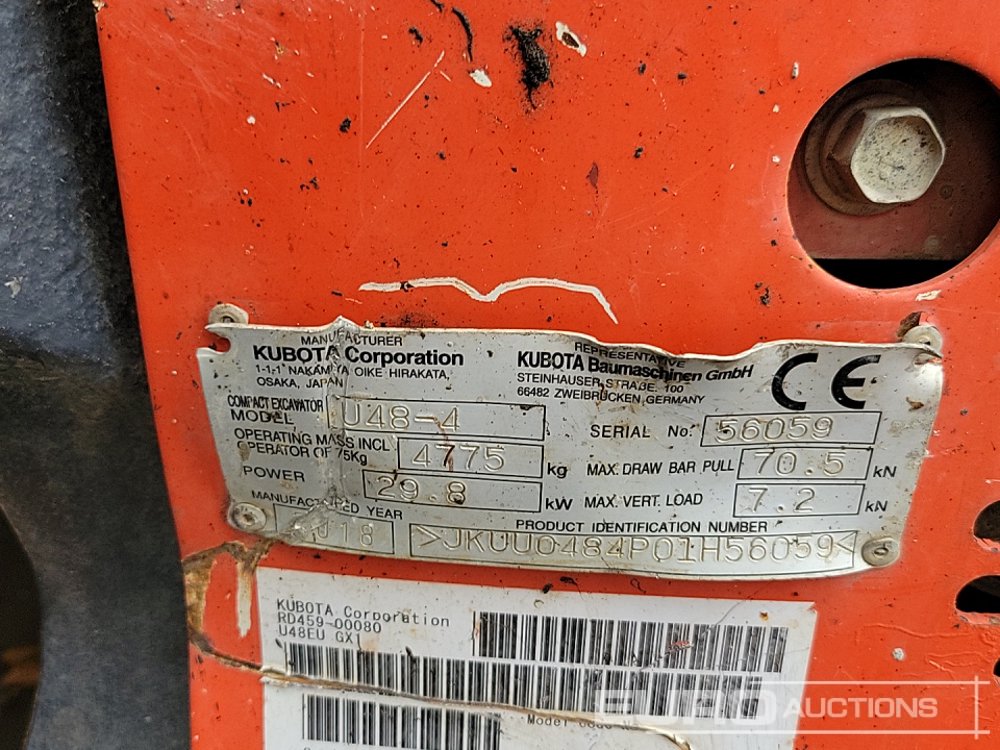 MANUFACTURER
KUBOTA Corporation
1-1-1 NAKAMIYA OIKE HIRAKATA,
OSAKA, JAPAN
REPRESENTATIVE
KUBOTA Baumaschinen GmbH
STEINHAUSER STRAßE 100
66482 ZWEIBRÜCKEN, GERMANY
CE
COMPACT EXCAVATOR
MODEL U48-4
SERIAL No: 56059
OPERATING MASS INCL
OPERATOR OF 75Kg 4775 kg
MAX. DRAW BAR PULL 70.5 kN
POWER 29.8 kW
MAX. VERT. LOAD 7.2 kN
MANUFACTURED YEAR
18
PRODUCT IDENTIFICATION NUMBER
>JKUU0484P01H56059<
KUBOTA Corporation
RD459-00080
U48EU GX1
Model
EURO AUCTIONS